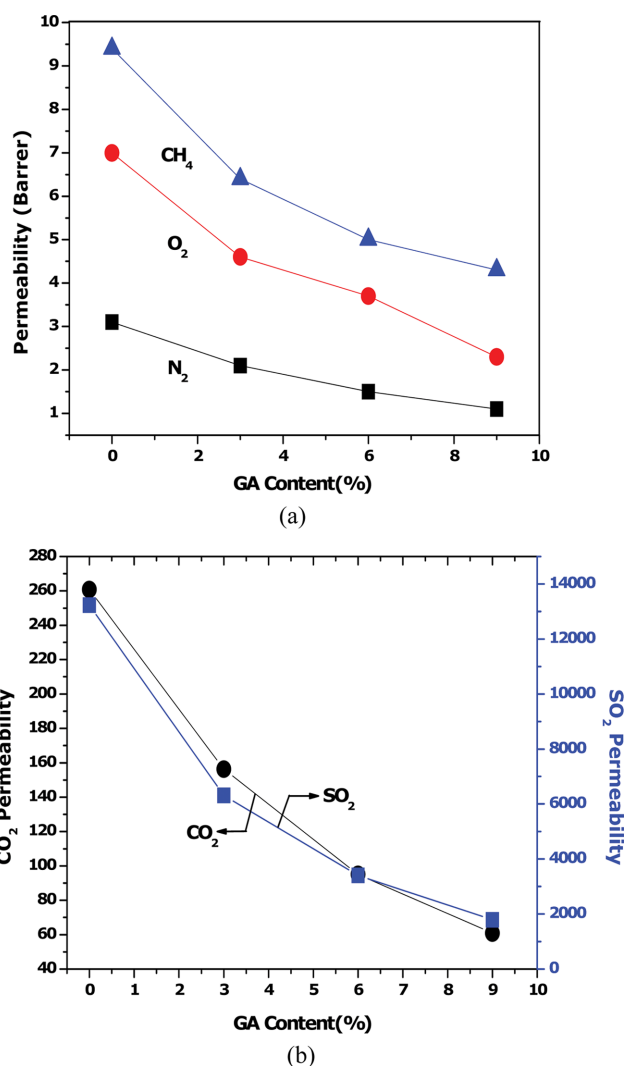 10
9
8
7
6
5
4
3
2
1
Permeability (Barrer)
CH₄
O₂
N₂
0 2 4 6 8 10
GA Content(%)
(a)
280
260
240
220
200
180
160
140
120
100
80
60
40
CO₂ Permeability
SO₂
CO₂
14000
12000
10000
8000
6000
4000
2000
0
SO₂ Permeability
0 1 2 3 4 5 6 7 8 9 10
GA Content(%)
(b)